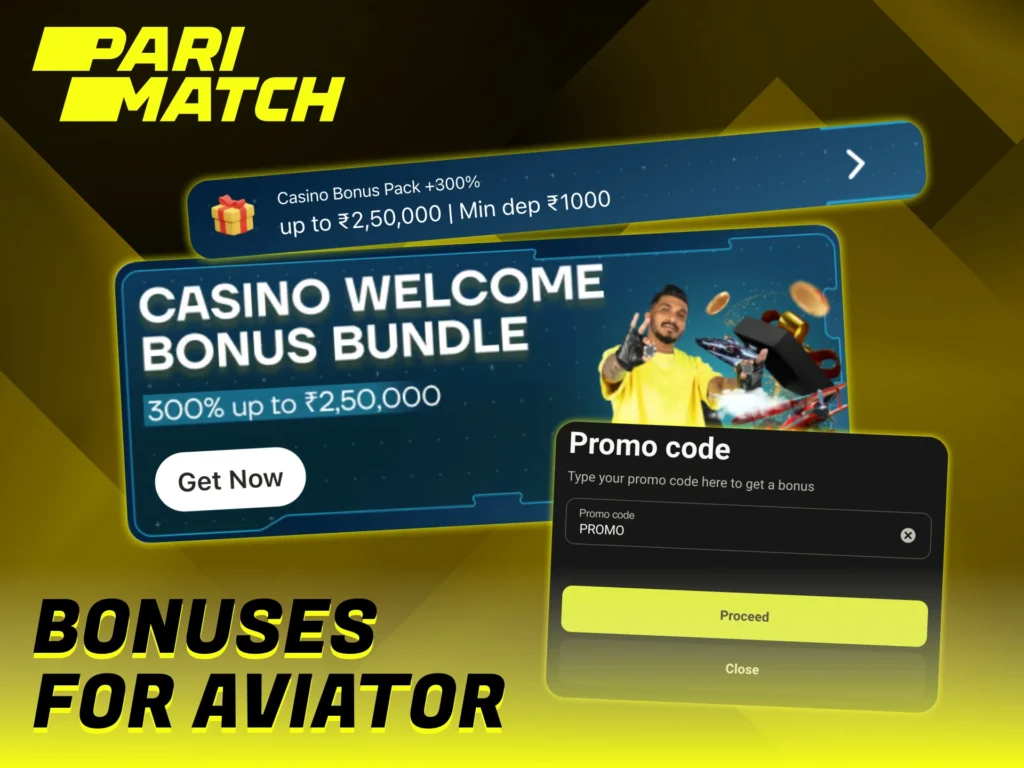 PARI
MATCH
Casino Bonus Pack +300%
up to ₹2,50,000 | Min dep ₹1000
CASINO WELCOME
BONUS BUNDLE
300% up to ₹2,50,000
Get Now
Promo code
Type your promo code here to get a bonus
Promo code
PROMO
Proceed
Close
BONUSES
FOR AVIATOR